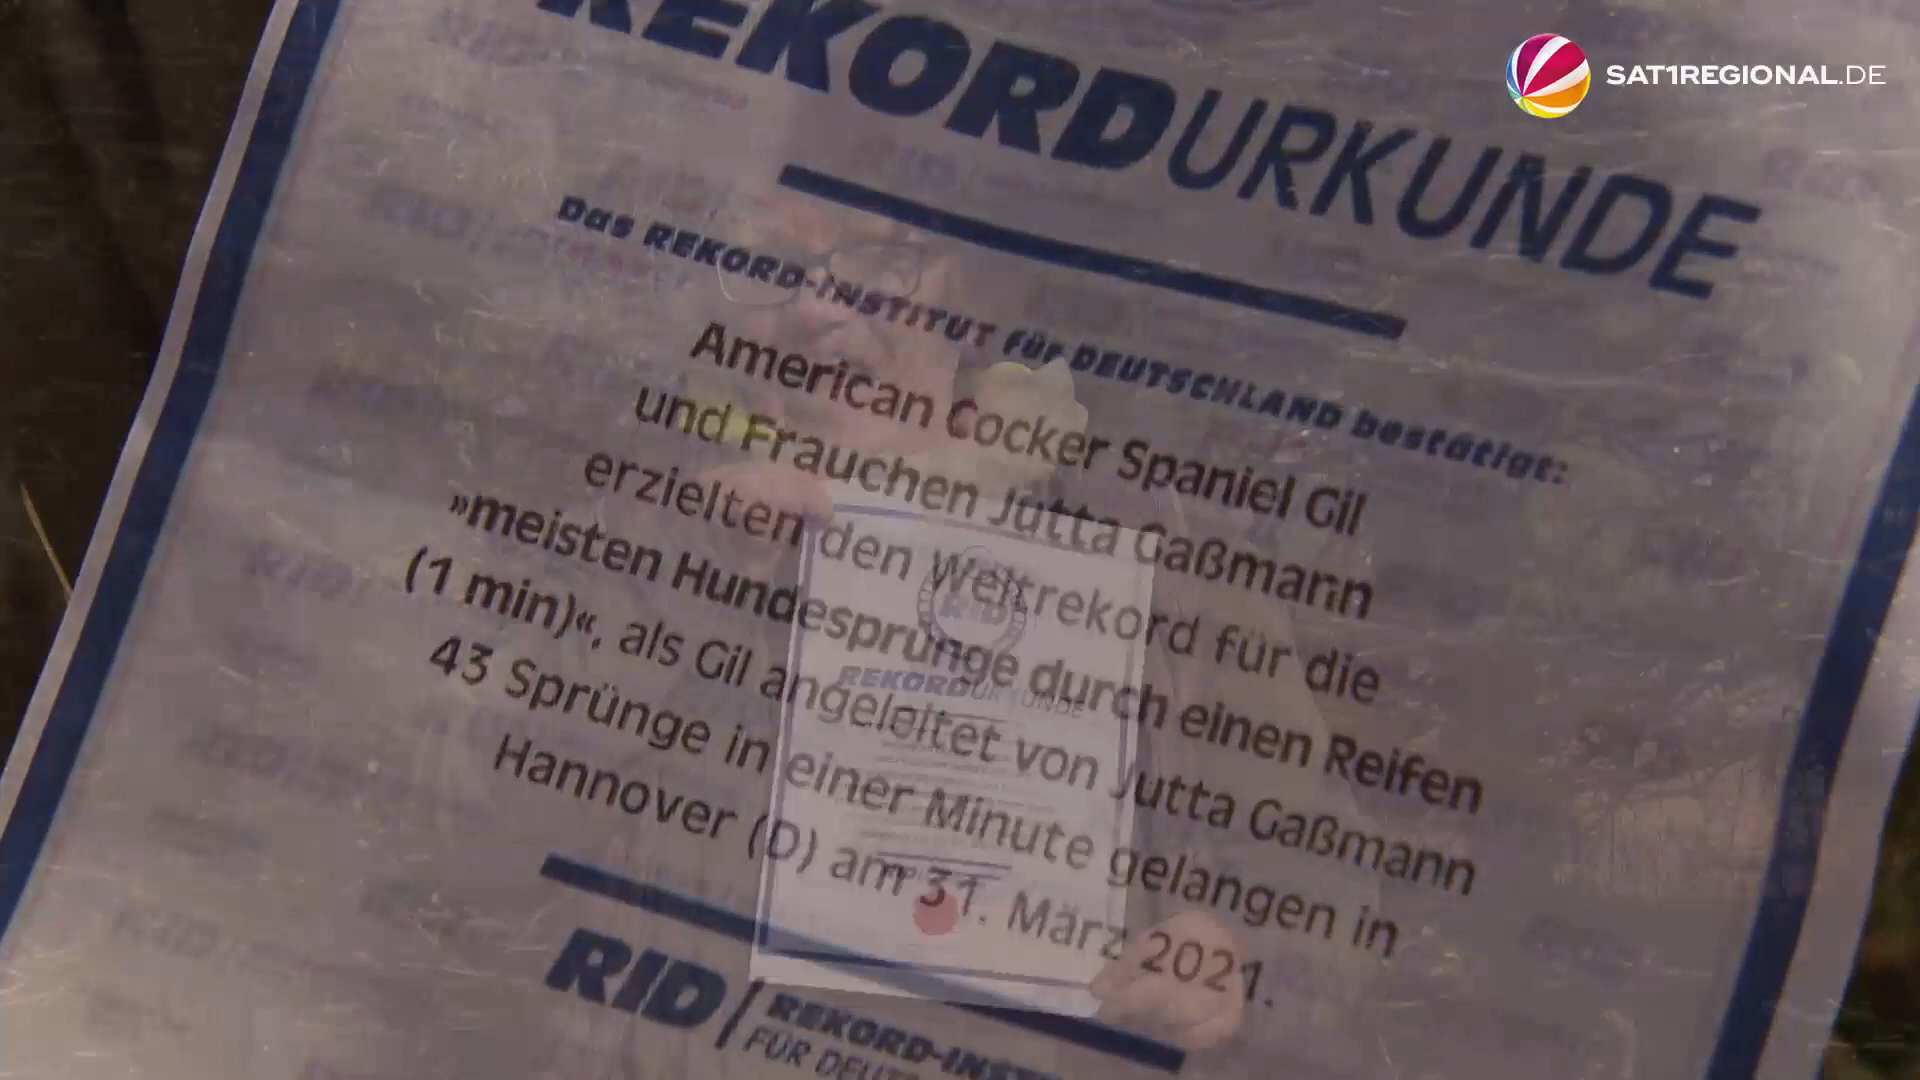 SAT1REGIONAL.DE
REKORDURKUNDE
Das REKORD-INSTITUT für DEUTSCHLAND bestätigt:
American Cocker Spaniel Gil
und Frauchen Jutta Gaßmann
erzielten den Weltrekord für die
»meisten Hundesprünge durch einen Reifen
(1 min)«, als Gil angeleitet von Jutta Gaßmann
43 Sprünge in einer Minute gelangen in
Hannover (D) am 31. März 2021.
RID
REKORD-INST
FÜR DEUT
RID
REKORDURKUNDE